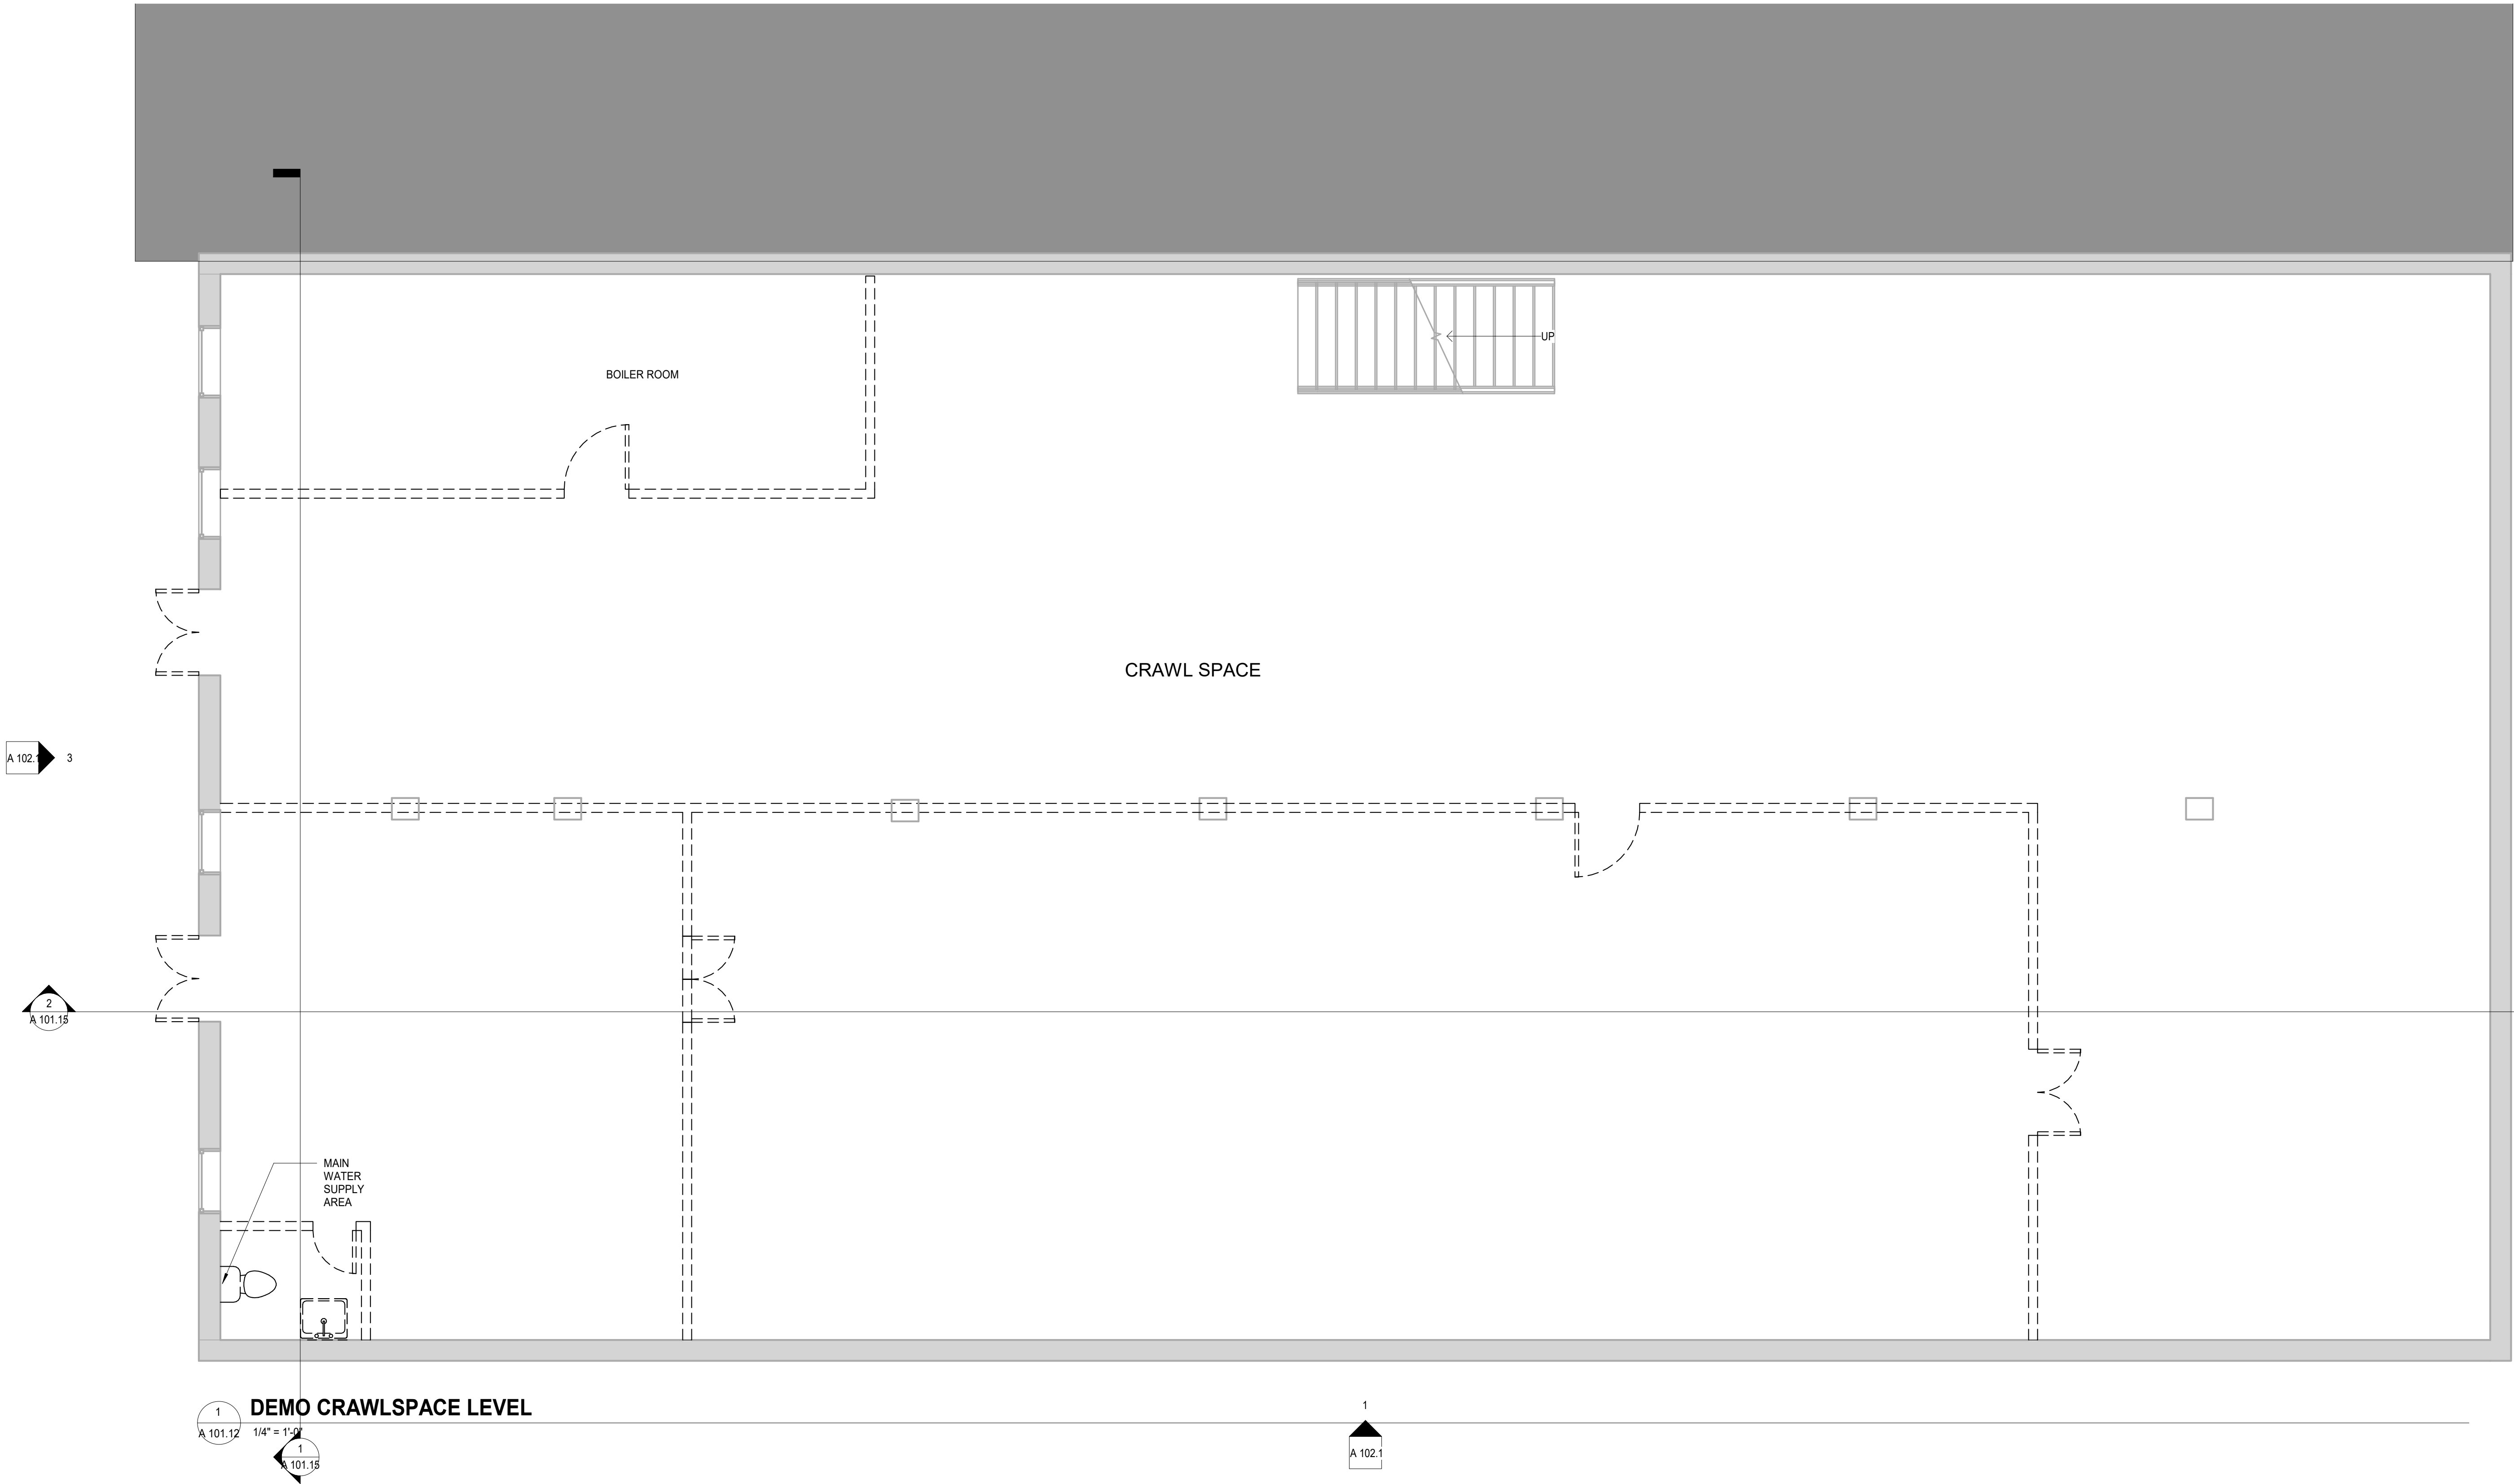 BOILER ROOM
UP
CRAWL SPACE
A 102.1
3
2
A 101.15
MAIN
WATER
SUPPLY
AREA
1
A 101.12
DEMO CRAWLSPACE LEVEL
1/4" = 1'-0"
1
A 101.15
1
A 102.1